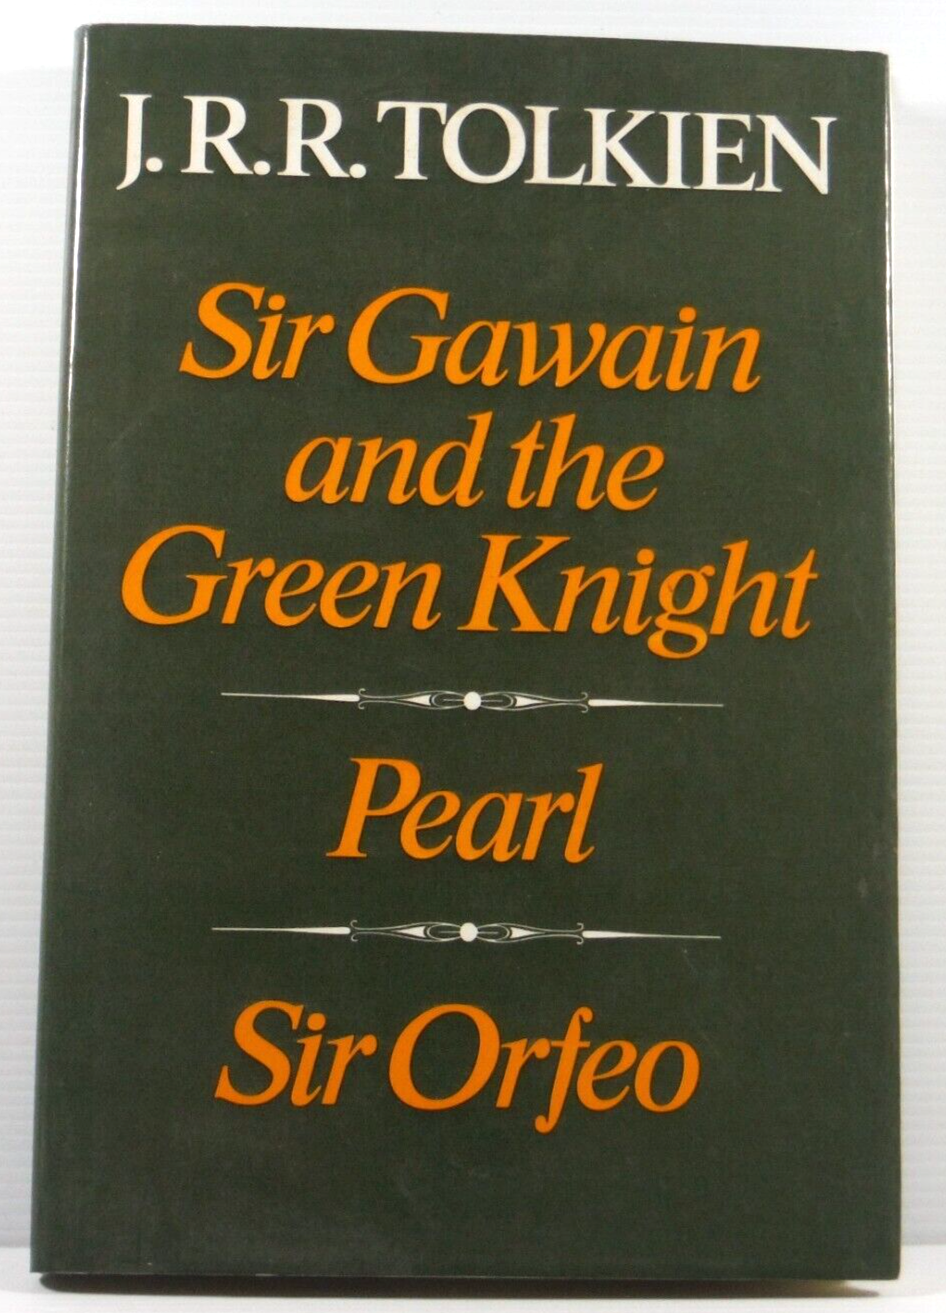 J.R.R. TOLKIEN
Sir Gawain
and the
Green Knight
Pearl
Sir Orfeo